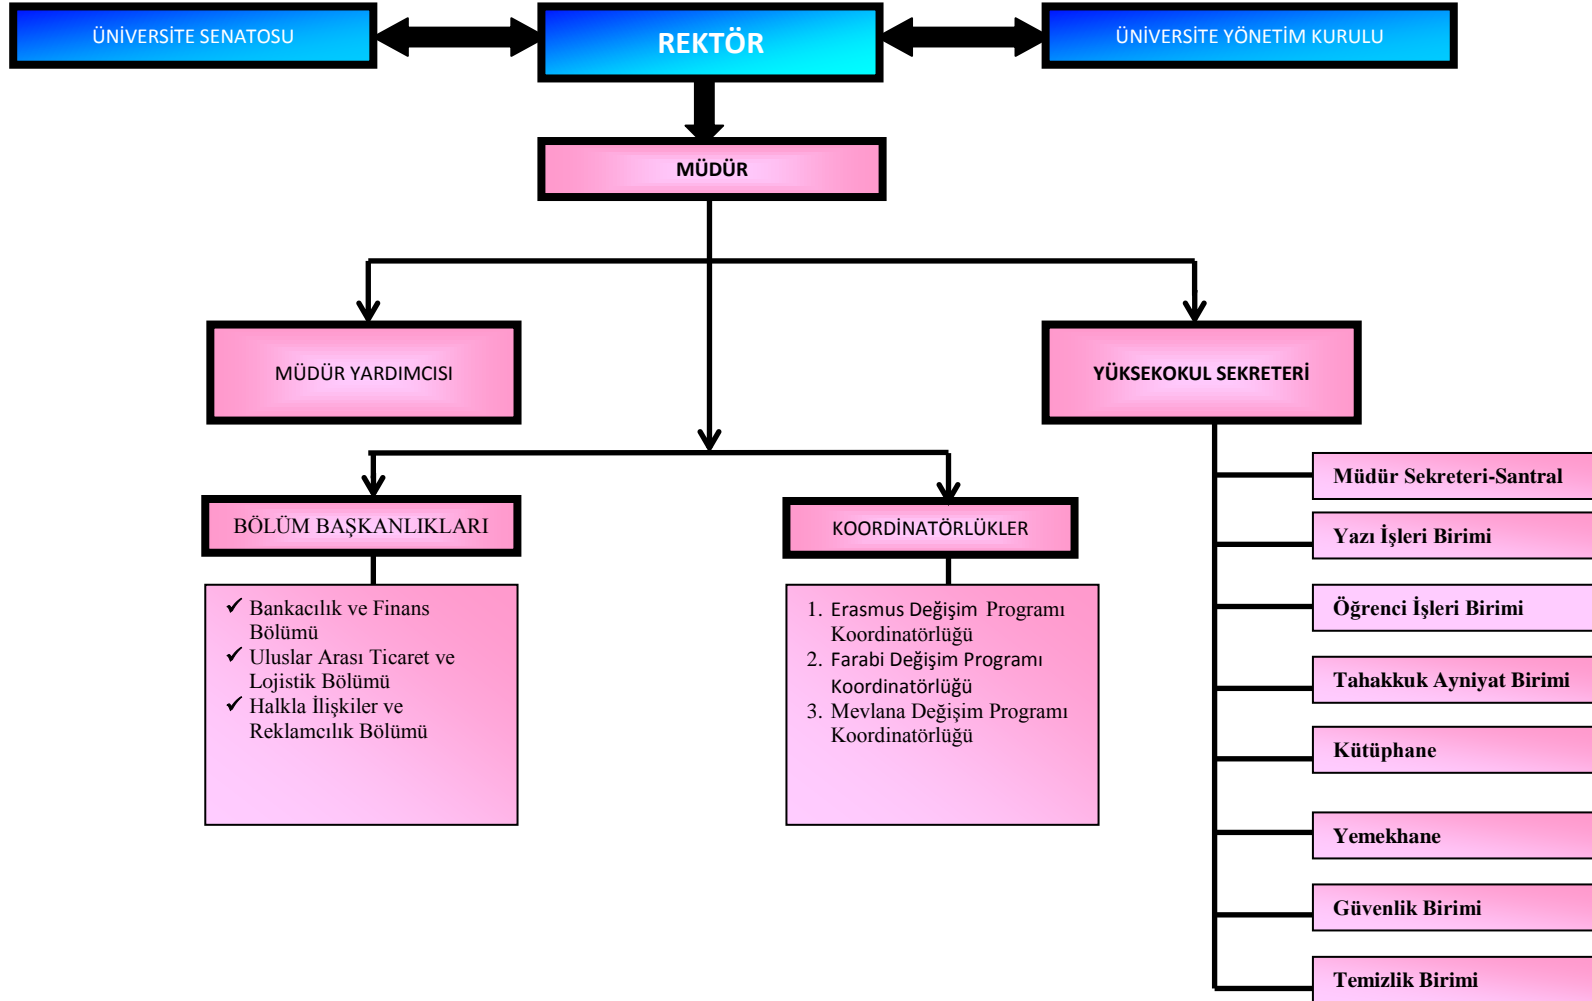 ÜNİVERSİTE SENATOSU
REKTÖR
ÜNİVERSİTE YÖNETİM KURULU
MÜDÜR
MÜDÜR YARDIMCISI
YÜKSEKOKUL SEKRETERİ
BÖLÜM BAŞKANLIKLARI
✓ Bankacılık ve Finans
Bölümü
✓ Uluslar Arası Ticaret ve
Lojistik Bölümü
✓ Halkla İlişkiler ve
Reklamcılık Bölümü
KOORDİNATÖRLÜKLER
1. Erasmus Değişim Programı
Koordinatörlüğü
2. Farabi Değişim Programı
Koordinatörlüğü
3. Mevlana Değişim Programı
Koordinatörlüğü
Müdür Sekreteri-Santral
Yazı İşleri Birimi
Öğrenci İşleri Birimi
Tahakkuk Ayniyat Birimi
Kütüphane
Yemekhane
Güvenlik Birimi
Temizlik Birimi